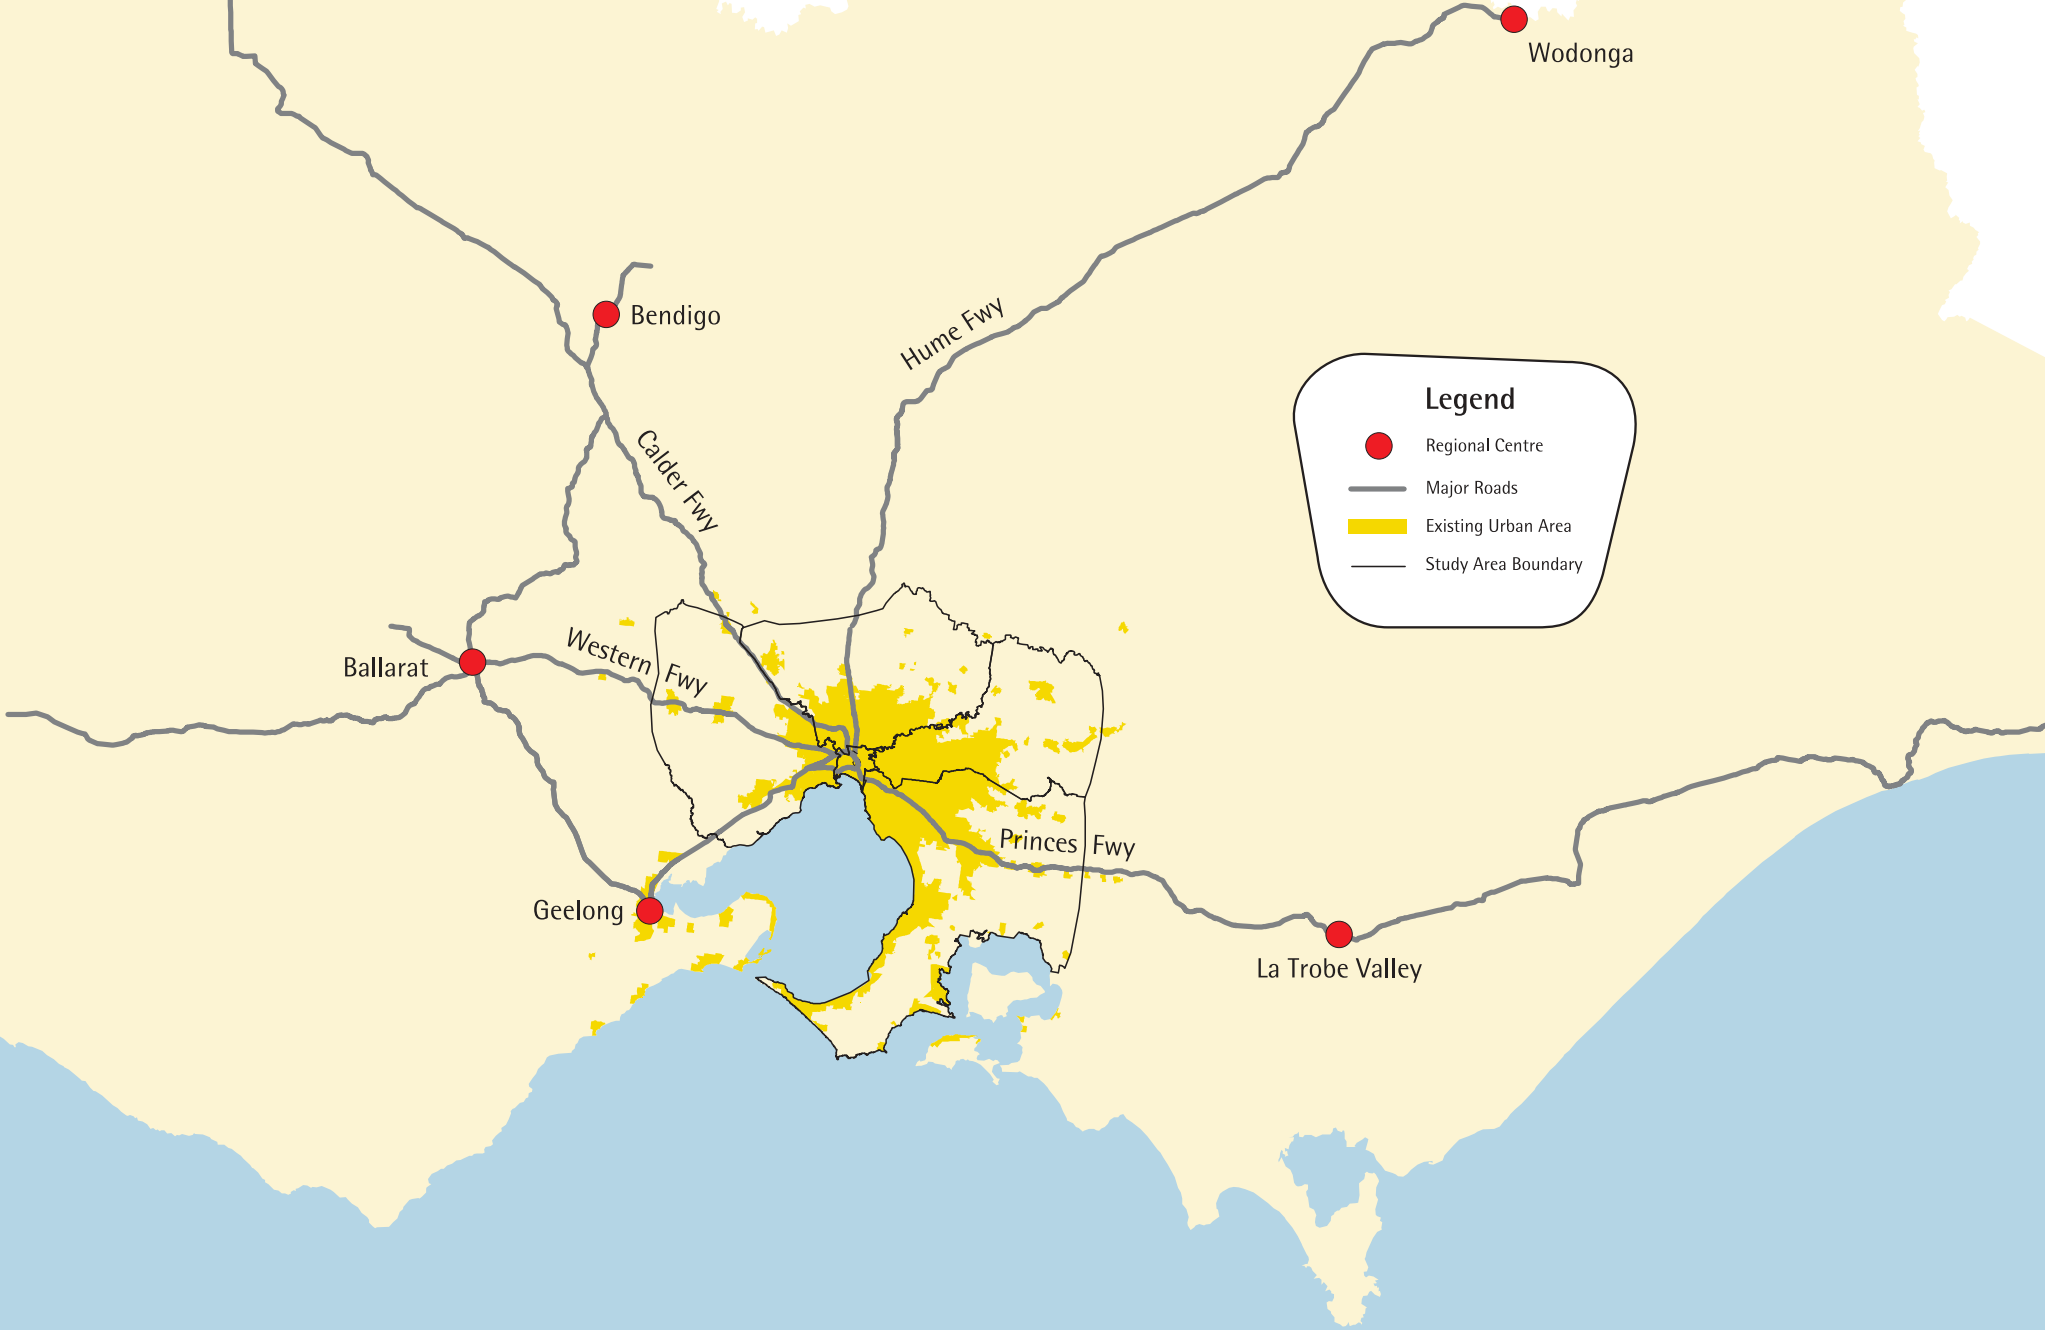 Wodonga
Bendigo
Hume Fwy
Legend
Regional Centre
Major Roads
Existing Urban Area
Study Area Boundary
Calder Fwy
Western Fwy
Ballarat
Princes Fwy
Geelong
La Trobe Valley